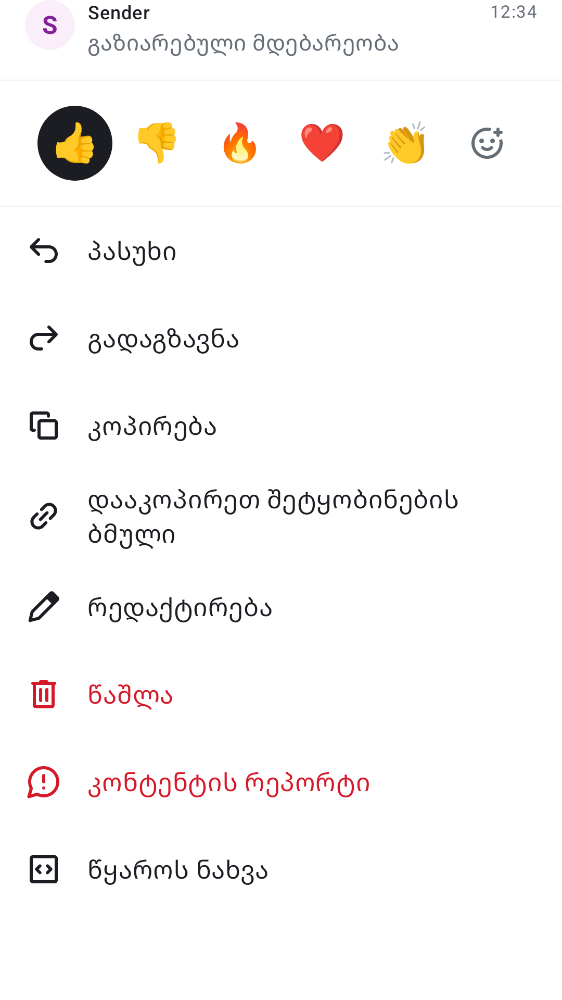 S
Sender
12:34
გაზიარებული მდებარეობა
პასუხი
გადაგზავნა
კოპირება
დააკოპირეთ შეტყობინების
ბმული
რედაქტირება
წაშლა
კონტენტის რეპორტი
წყაროს ნახვა